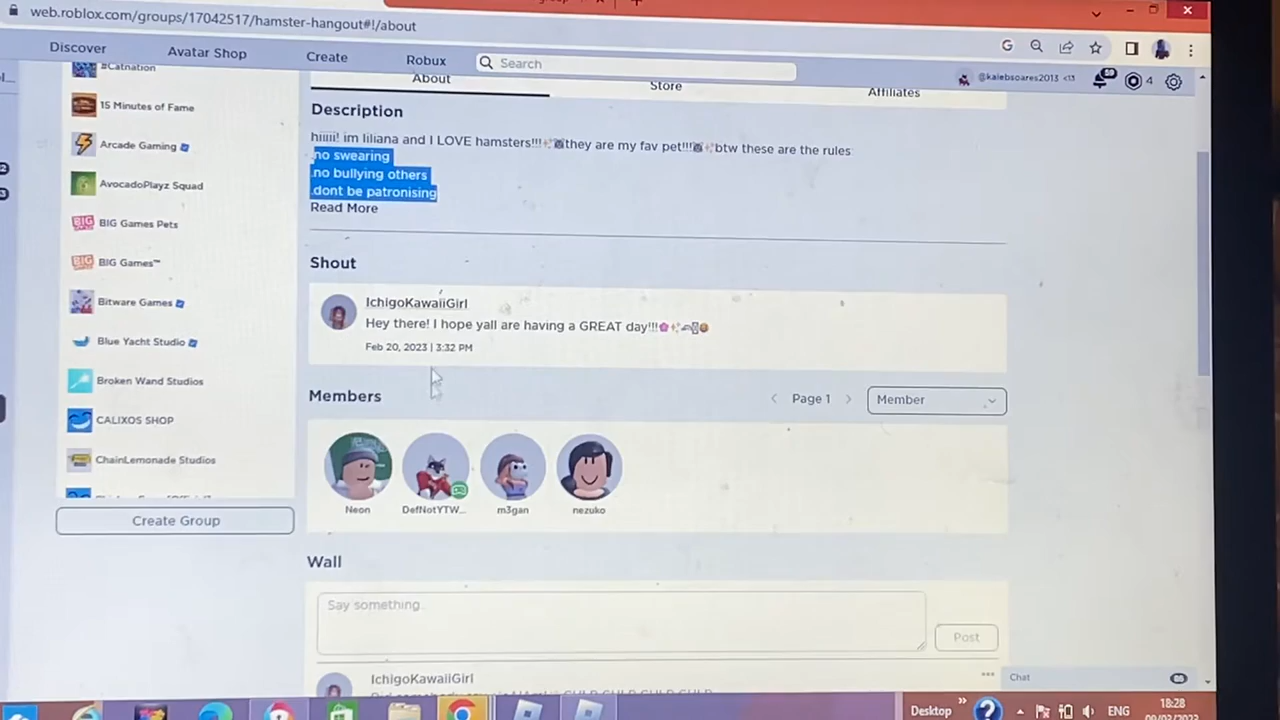 web.roblox.com/groups/17042517/hamster-hangout#!/about
Discover
Avatar Shop
Create
Robux
Search
@kaiebsoares2013 <13
4
#Catnation
15 Minutes of Fame
Arcade Gaming
AvocadoPlayz Squad
BIG Games Pets
BIG Games™
Bitware Games
Blue Yacht Studio
Broken Wand Studios
CALIXOS SHOP
ChainLemonade Studios
Create Group
About
Store
Affiliates
Description
hiiiii! im liliana and I LOVE hamsters!!! they are my fav pet!!! btw these are the rules
.no swearing
.no bullying others
.dont be patronising
Read More
Shout
IchigoKawaiiGirl
Hey there! I hope yall are having a GREAT day!!!
Feb 20, 2023 | 3:32 PM
Members
Page 1
Member
Neon
DefNotYTW...
m3gan
nezuko
Wall
Say something
Post
IchigoKawaiiGirl
Chat
Desktop
ENG
18:28